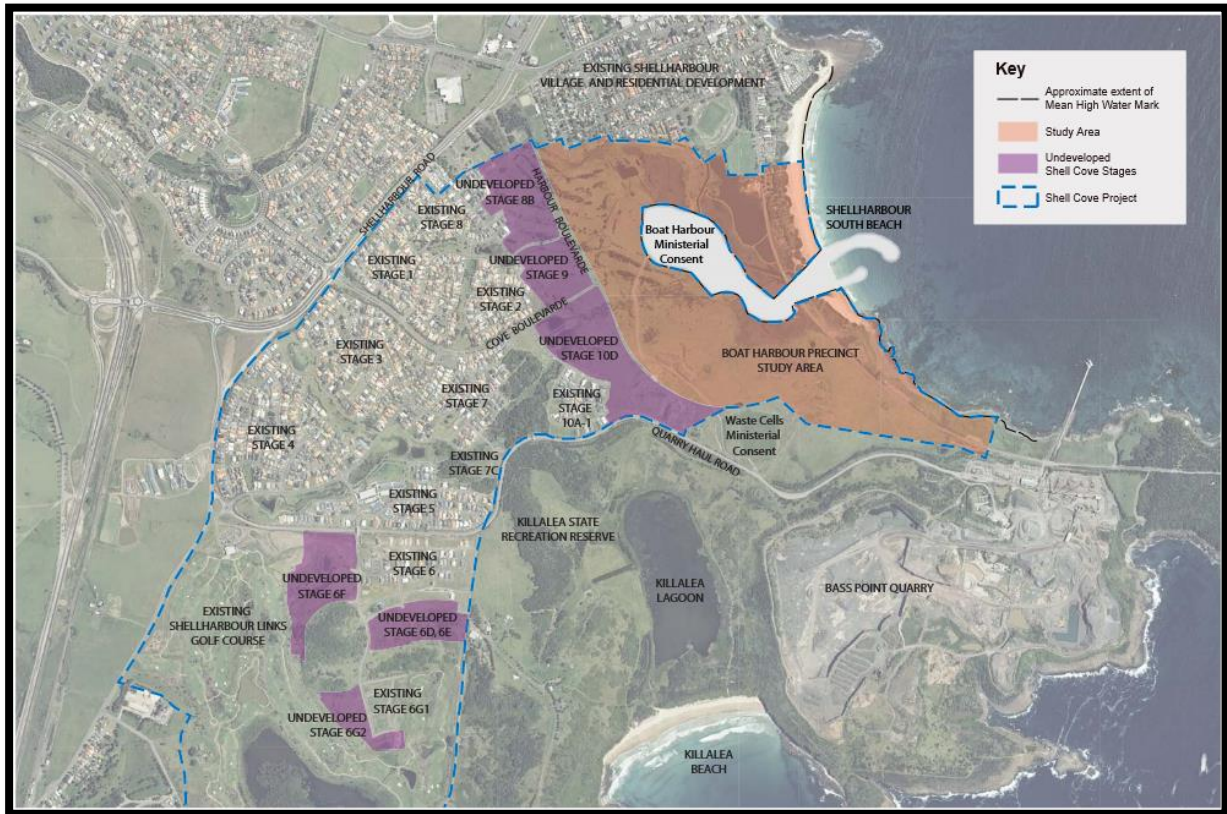 EXISTING SHELLHARBOUR
VILLAGE, AND RESIDENTIAL DEVELOPMENT
Key
Approximate extent of
Mean High Water Mark
Study Area
Undeveloped
Shell Cove Stages
Shell Cove Project
SHELLHARBOUR ROAD
UNDEVELOPED
STAGE 8B
HARBOUR BOULEVARDE
EXISTING
STAGE 8
SHELLHARBOUR
SOUTH BEACH
Boat Harbour
Ministerial
Consent
EXISTING
STAGE 1
UNDEVELOPED
STAGE 9
EXISTING
STAGE 2
COVE BOULEVARDE
EXISTING
STAGE 3
UNDEVELOPED
STAGE 10D
BOAT HARBOUR PRECINCT
STUDY AREA
EXISTING
STAGE 7
EXISTING
STAGE
10A-1
Waste Cells
Ministerial
Consent
QUARRY HAUL ROAD
EXISTING
STAGE 4
EXISTING
STAGE 7C
EXISTING
STAGE 5
KILLALEA STATE
RECREATION RESERVE
EXISTING
STAGE 6
UNDEVELOPED
STAGE 6F
KILLALEA
LAGOON
BASS POINT QUARRY
EXISTING
SHELLHARBOUR LINKS
GOLF COURSE
UNDEVELOPED
STAGE 6D, 6E
EXISTING
STAGE 6G1
UNDEVELOPED
STAGE 6G2
KILLALEA
BEACH